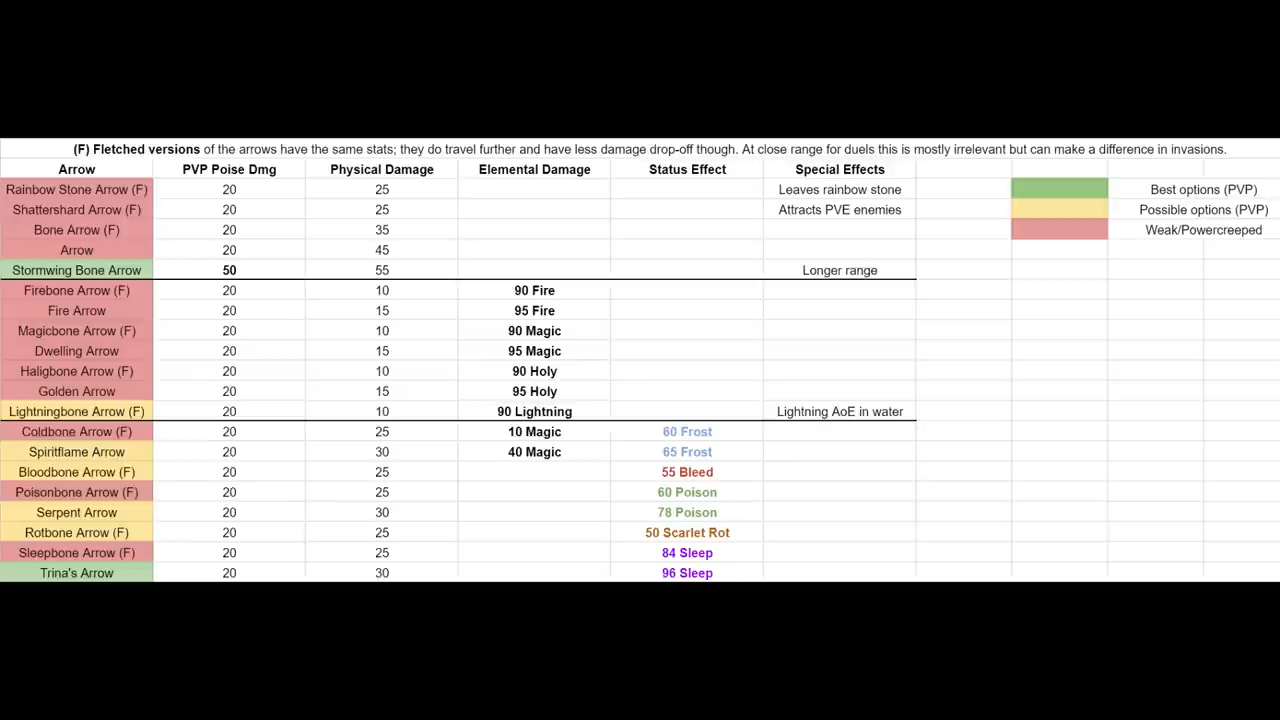 (F) Fletched versions of the arrows have the same stats; they do travel further and have less damage drop-off though. At close range for duels this is mostly irrelevant but can make a difference in invasions.
Arrow PVP Poise Dmg Physical Damage Elemental Damage Status Effect Special Effects
Rainbow Stone Arrow (F) 20 25 Leaves rainbow stone Best options (PVP)
Shattershard Arrow (F) 20 25 Attracts PVE enemies Possible options (PVP)
Bone Arrow (F) 20 35 Weak/Powercreeped
Arrow 20 45
Stormwing Bone Arrow 50 55 Longer range
Firebone Arrow (F) 20 10 90 Fire
Fire Arrow 20 15 95 Fire
Magicbone Arrow (F) 20 10 90 Magic
Dwelling Arrow 20 15 95 Magic
Haligbone Arrow (F) 20 10 90 Holy
Golden Arrow 20 15 95 Holy
Lightningbone Arrow (F) 20 10 90 Lightning Lightning AoE in water
Coldbone Arrow (F) 20 25 10 Magic 60 Frost
Spiritflame Arrow 20 30 40 Magic 65 Frost
Bloodbone Arrow (F) 20 25 55 Bleed
Poisonbone Arrow (F) 20 25 60 Poison
Serpent Arrow 20 30 78 Poison
Rotbone Arrow (F) 20 25 50 Scarlet Rot
Sleepbone Arrow (F) 20 25 84 Sleep
Trina's Arrow 20 30 96 Sleep